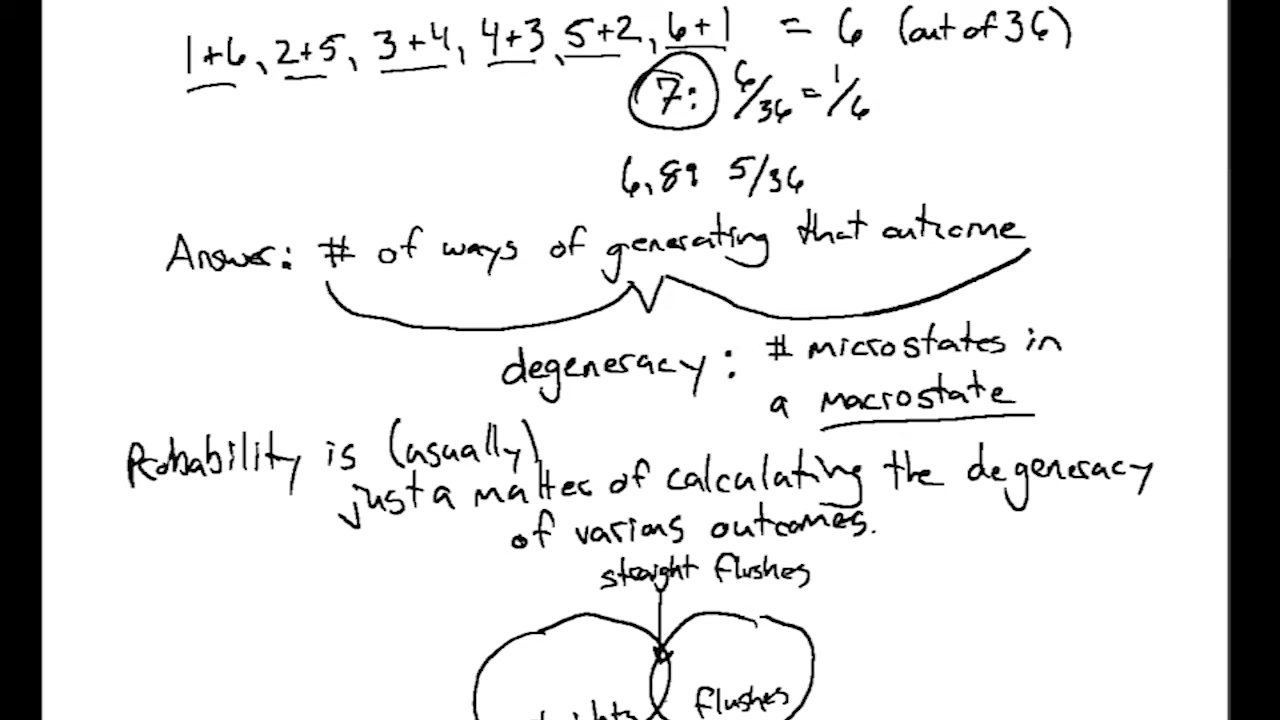 1+6, 2+5, 3+4, 4+3, 5+2, 6+1 = 6 (out of 36)
7: 6/36 = 1/6
6,8: 5/36
Answer: # of ways of generating that outcome
degeneracy: # microstates in
a macrostate
Probability is (usually)
just a matter of calculating the degeneracy
of various outcomes.
straight flushes
flushes